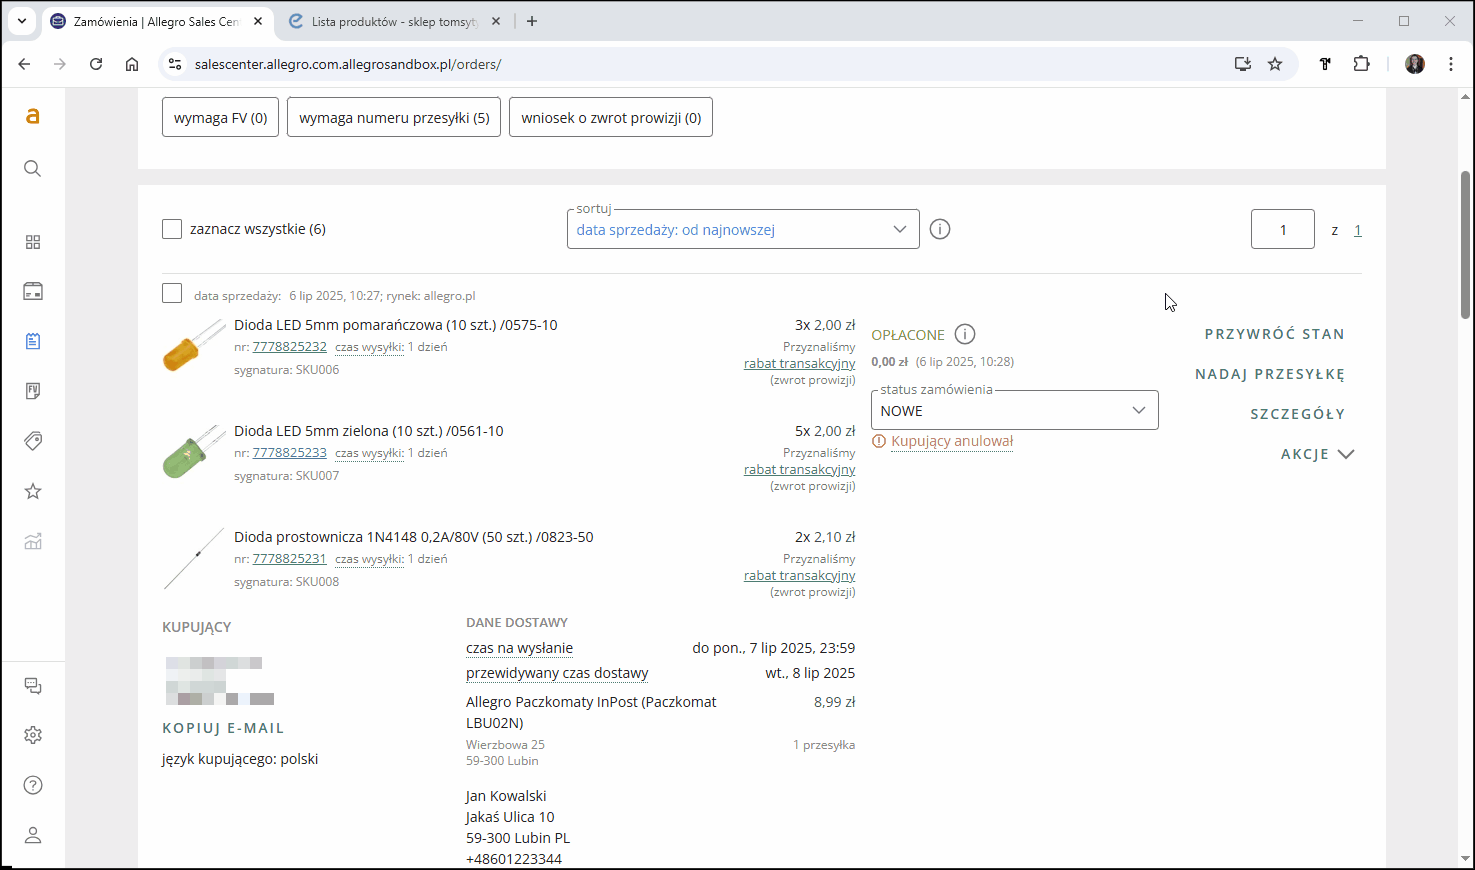 Zamówienia | Allegro Sales Cen
Lista produktów - sklep tomsyt
salescenter.allegro.com.allegrosandbox.pl/orders/
a
wymaga FV (0)
wymaga numeru przesyłki (5)
wniosek o zwrot prowizji (0)
zaznacz wszystkie (6)
sortuj
data sprzedaży: od najnowszej
1 z 1
data sprzedaży: 6 lip 2025, 10:27; rynek: allegro.pl
Dioda LED 5mm pomarańczowa (10 szt.) /0575-10
nr: 7778825232 czas wysyłki: 1 dzień
sygnatura: SKU006
3x 2,00 zł
Przyznaliśmy
rabat transakcyjny
(zwrot prowizji)
OPŁACONE
0,00 zł (6 lip 2025, 10:28)
status zamówienia
NOWE
Kupujący anulował
PRZYWRÓĆ STAN
NADAJ PRZESYŁKĘ
SZCZEGÓŁY
AKCJE
Dioda LED 5mm zielona (10 szt.) /0561-10
nr: 7778825233 czas wysyłki: 1 dzień
sygnatura: SKU007
5x 2,00 zł
Przyznaliśmy
rabat transakcyjny
(zwrot prowizji)
Dioda prostownicza 1N4148 0,2A/80V (50 szt.) /0823-50
nr: 7778825231 czas wysyłki: 1 dzień
sygnatura: SKU008
2x 2,10 zł
Przyznaliśmy
rabat transakcyjny
(zwrot prowizji)
KUPUJĄCY
KOPIUJ E-MAIL
język kupującego: polski
DANE DOSTAWY
czas na wysłanie do pon., 7 lip 2025, 23:59
przewidywany czas dostawy wt., 8 lip 2025
Allegro Paczkomaty InPost (Paczkomat 8,99 zł
LBU02N)
Wierzbowa 25 1 przesyłka
59-300 Lubin
Jan Kowalski
Jakaś Ulica 10
59-300 Lubin PL
+48601223344
FV